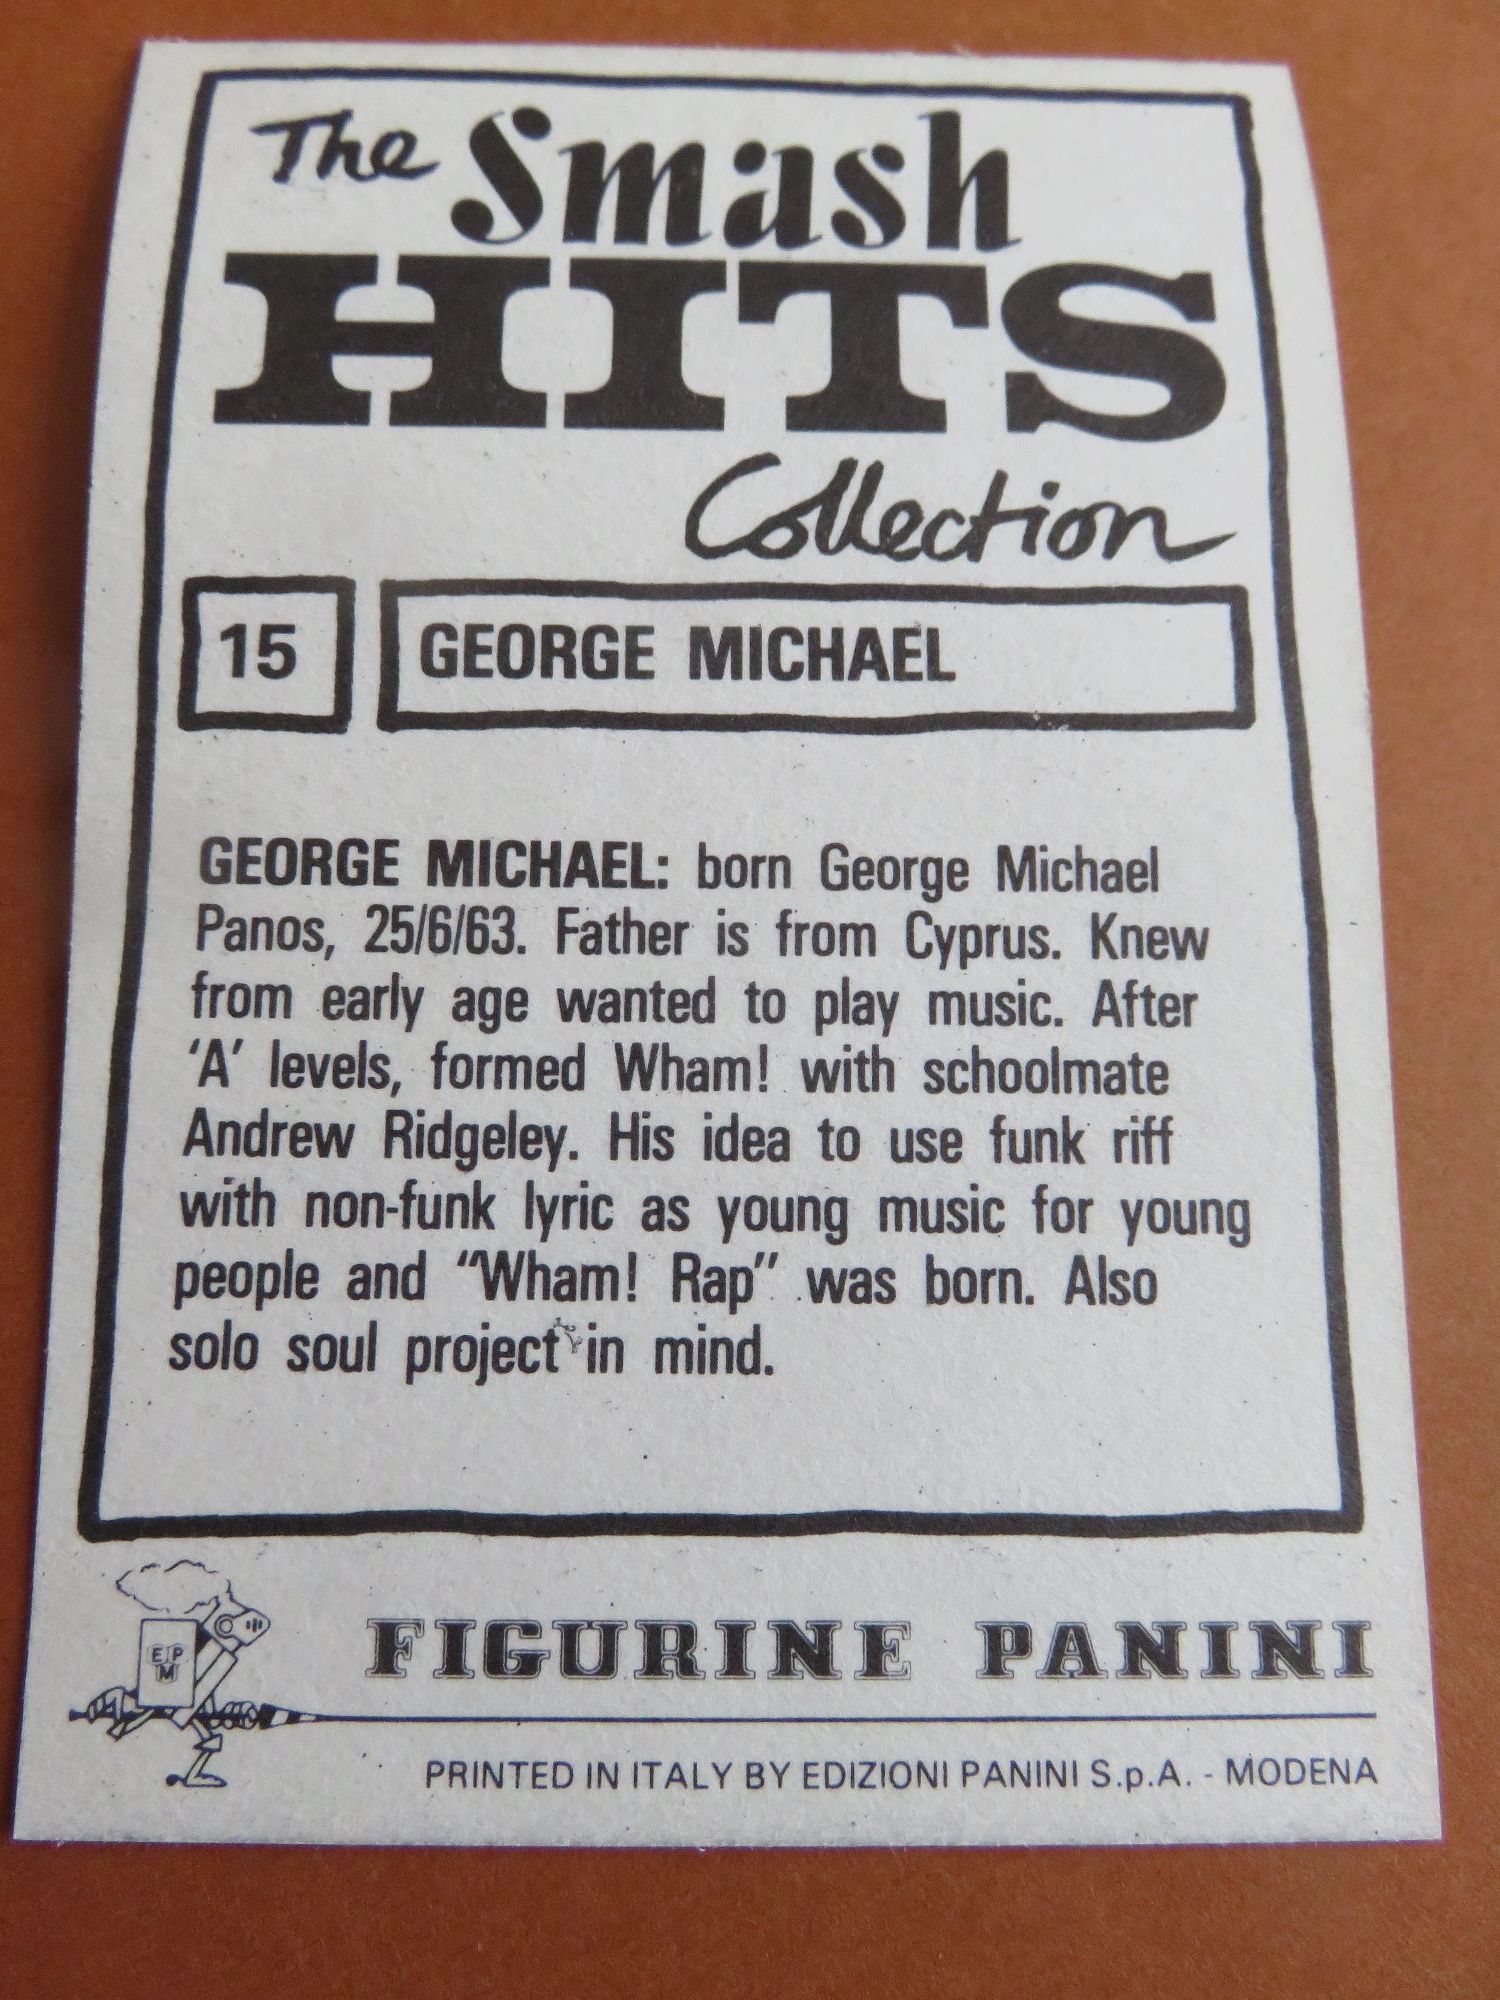 The Smash
HITS
Collection
15 GEORGE MICHAEL
GEORGE MICHAEL: born George Michael
Panos, 25/6/63. Father is from Cyprus. Knew
from early age wanted to play music. After
‘A’ levels, formed Wham! with schoolmate
Andrew Ridgeley. His idea to use funk riff
with non-funk lyric as young music for young
people and “Wham! Rap” was born. Also
solo soul project in mind.
E P
M
FIGURINE PANINI
PRINTED IN ITALY BY EDIZIONI PANINI S.p.A. - MODENA